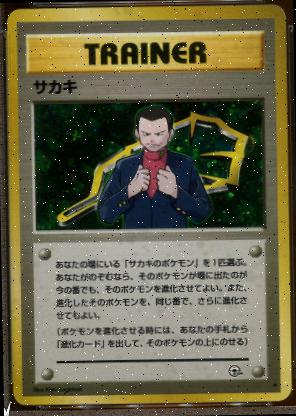 TRAINER
サカキ
あなたの場にいる「サカキのポケモン」を1匹選ぶ。
あなたがのぞむなら、そのポケモンが場に出たのが
今の番でも、そのポケモンを進化させてよい。また、
進化したそのポケモンを、同じ番で、さらに進化さ
せてもよい。
(ポケモンを進化させる時には、あなたの手札から
「進化カード」を出して、そのポケモンの上にのせる)